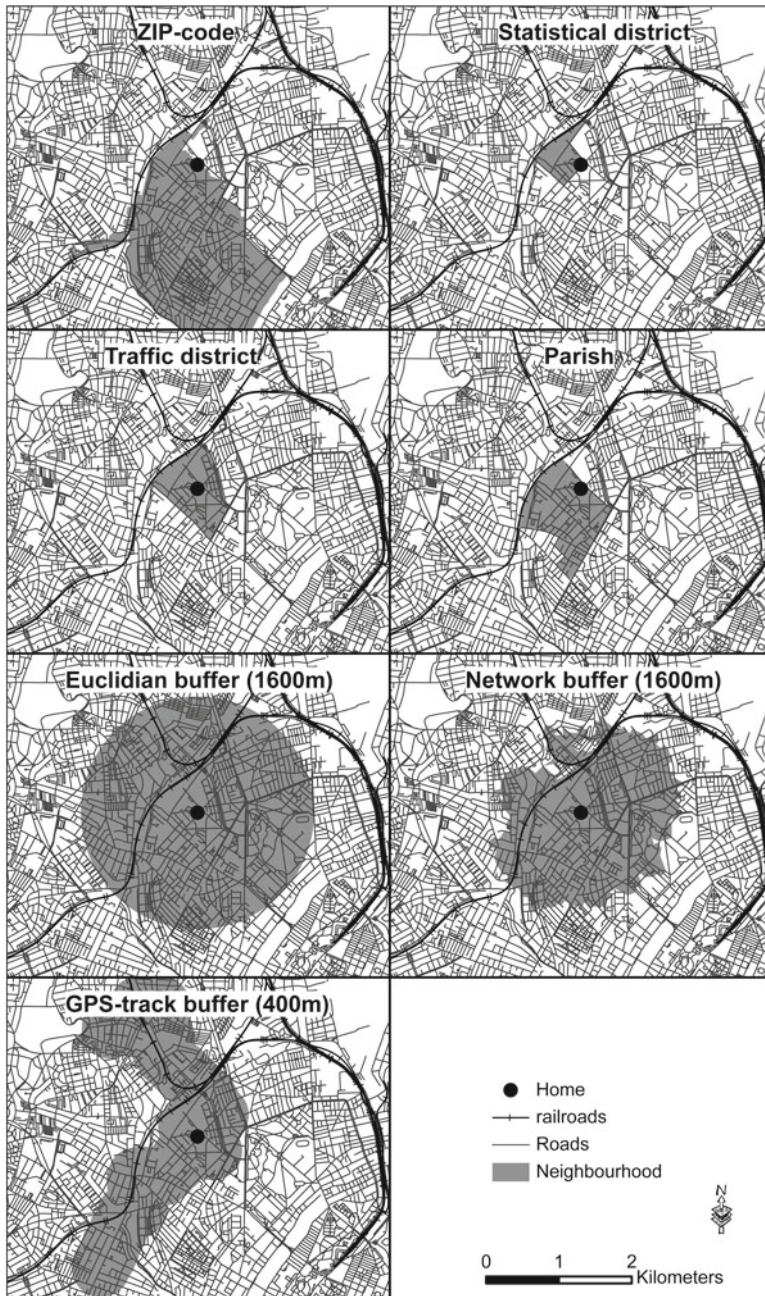 ZIP-code
Statistical district
Traffic district
Parish
Euclidian buffer (1600m)
Network buffer (1600m)
GPS-track buffer (400m)
Home
railroads
Roads
Neighbourhood
N
0 1 2
Kilometers